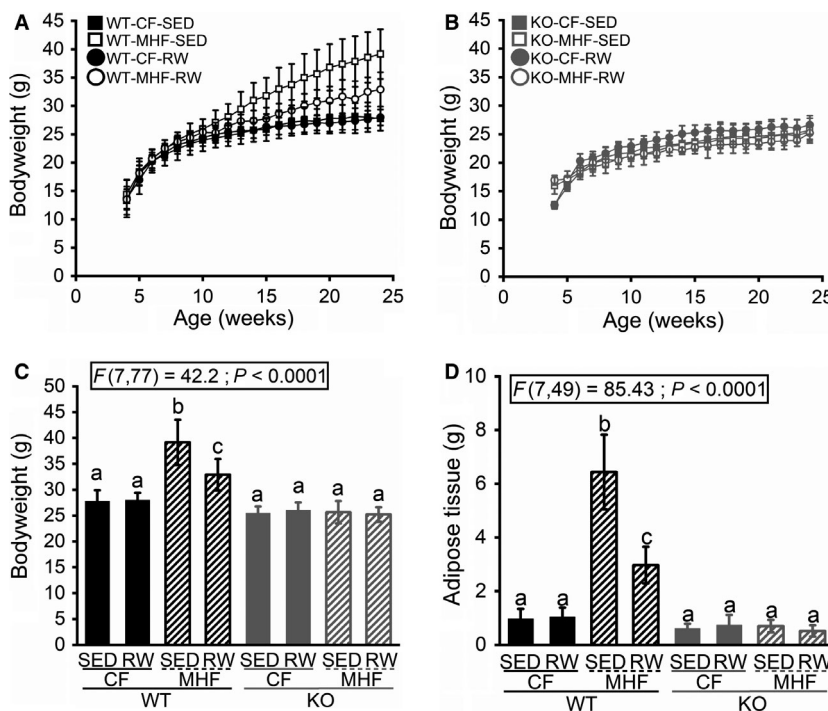 A
WT-CF-SED
WT-MHF-SED
WT-CF-RW
WT-MHF-RW
Bodyweight (g)
45
40
35
30
25
20
15
10
5
0
0 5 10 15 20 25
Age (weeks)
B
KO-CF-SED
KO-MHF-SED
KO-CF-RW
KO-MHF-RW
Bodyweight (g)
45
40
35
30
25
20
15
10
5
0
0 5 10 15 20 25
Age (weeks)
C
F(7,77) = 42.2 ; P < 0.0001
Bodyweight (g)
50
45
40
35
30
25
20
15
10
5
0
a a b c a a a a
SED RW SED RW SED RW SED RW
CF MHF CF MHF
WT KO
D
F(7,49) = 85.43 ; P < 0.0001
Adipose tissue (g)
10
8
6
4
2
0
a a b c a a a a
SED RW SED RW SED RW SED RW
CF MHF CF MHF
WT KO